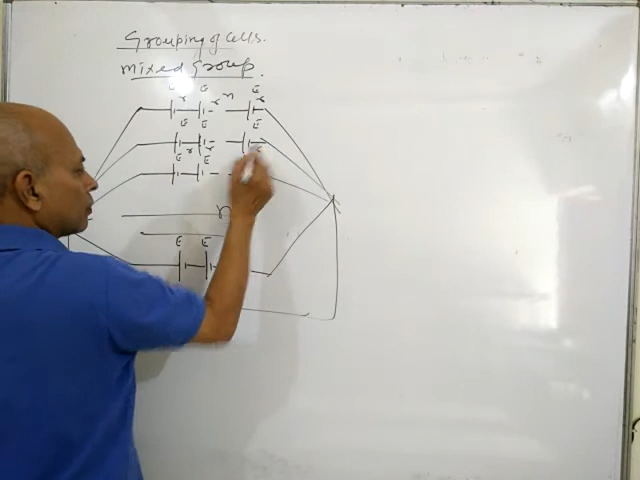 Grouping of Cells.
Mixed Group.
E E E
r r n r
E E E
r r r
E E
n
E E